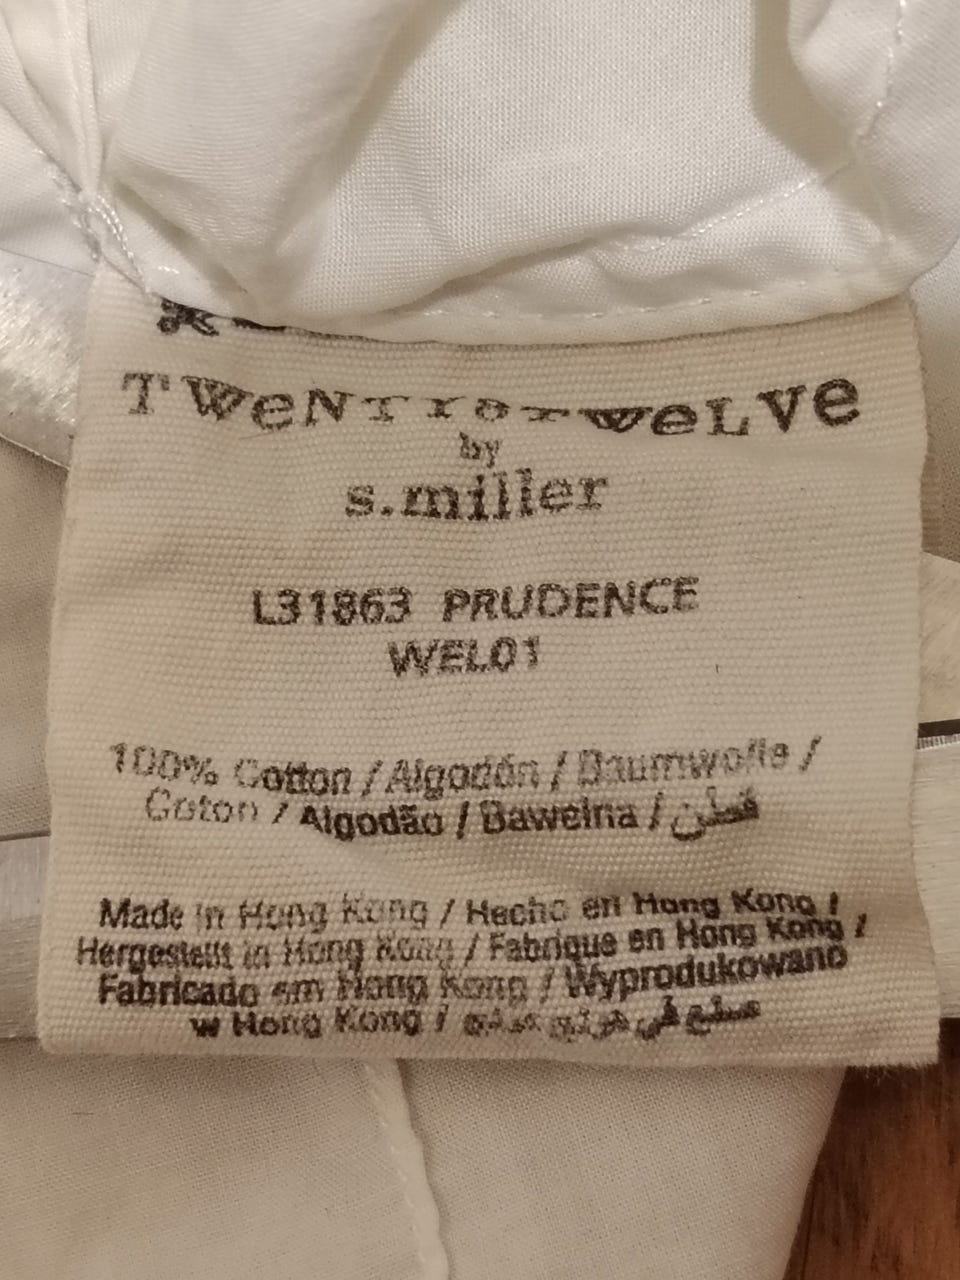 TWENTY8TWELVE
by
s.miller
L31863 PRUDENCE
WEL01
100% Cotton / Algodón / Baumwolle /
Coton / Algodão / Bawelna / قطن
Made in Hong Kong / Hecho en Hong Kong /
Hergestellt in Hong Kong / Fabrique en Hong Kong /
Fabricado em Hong Kong / Wyprodukowano
w Hong Kong / صنع في هونج كونج